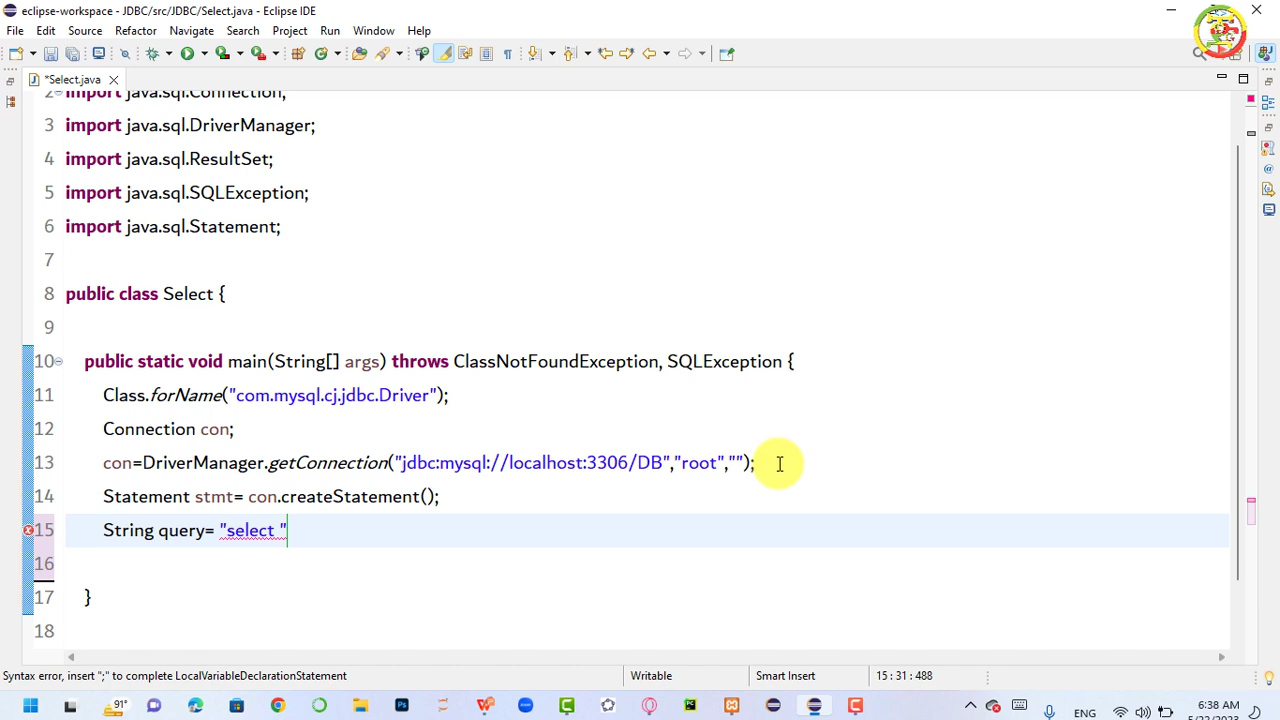 eclipse-workspace - JDBC/src/JDBC/Select.java - Eclipse IDE
File Edit Source Refactor Navigate Search Project Run Window Help
*Select.java
2 import java.sql.Connection;
3 import java.sql.DriverManager;
4 import java.sql.ResultSet;
5 import java.sql.SQLException;
6 import java.sql.Statement;
7
8 public class Select {
9
10 public static void main(String[] args) throws ClassNotFoundException, SQLException {
11 Class.forName("com.mysql.cj.jdbc.Driver");
12 Connection con;
13 con=DriverManager.getConnection("jdbc:mysql://localhost:3306/DB","root","");
14 Statement stmt= con.createStatement();
15 String query= "select "
16
17 }
18
Syntax error, insert ";" to complete LocalVariableDeclarationStatement Writable Smart Insert 15 : 31 : 488
91° ENG 6:38 AM
5/22/2023